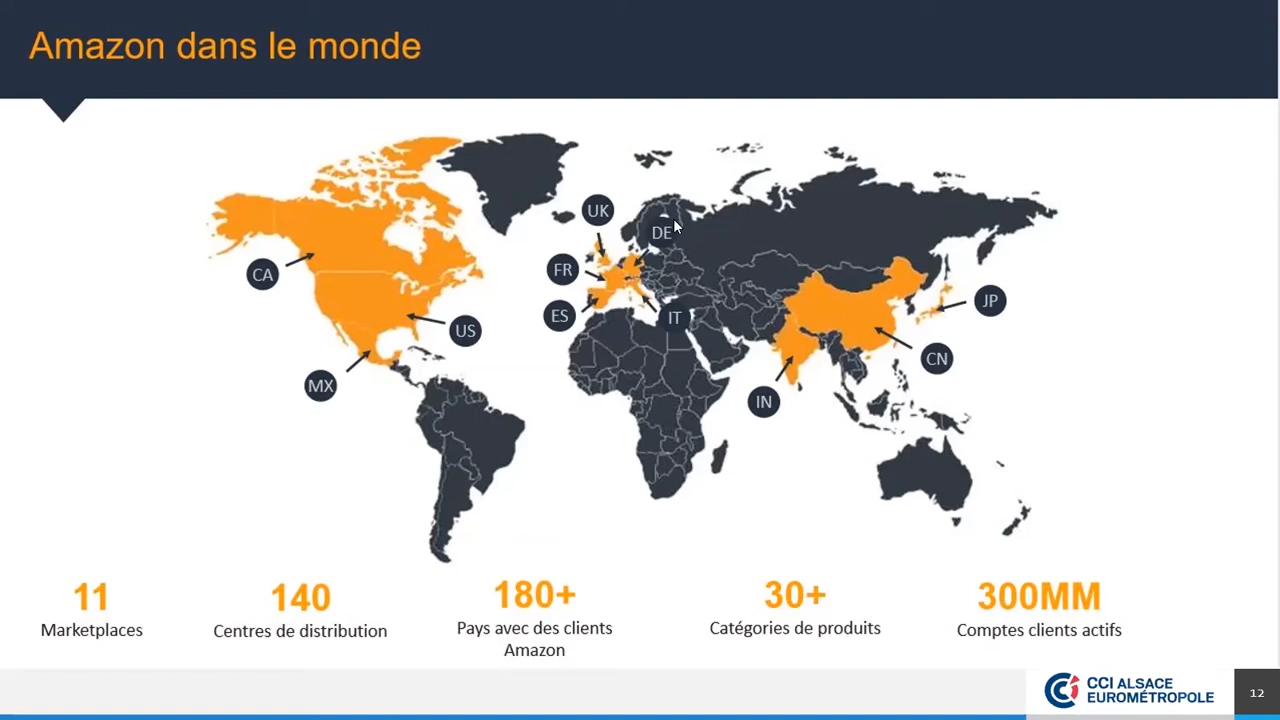 Amazon dans le monde
UK
DE
CA
FR
ES
IT
US
JP
CN
MX
IN
11
Marketplaces
140
Centres de distribution
180+
Pays avec des clients
Amazon
30+
Catégories de produits
300MM
Comptes clients actifs
CCI ALSACE
EUROMÉTROPOLE
12